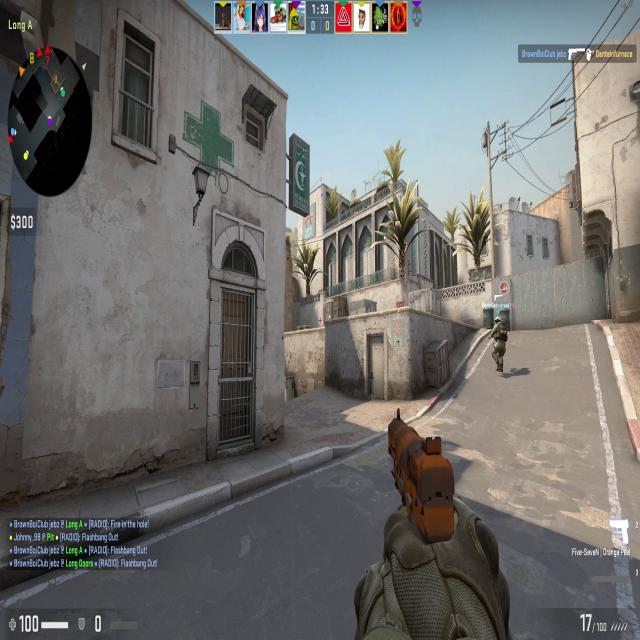 1:33
0 0
Long A
B
BrownBoiClub jebz
Danteinfurnace
$300
● BrownBoiClub jebz @ Long A ● [RADIO]: Fire in the hole!
● Johnny_98 @ Pit ● [RADIO]: Flashbang Out!
● BrownBoiClub jebz @ Long A ● [RADIO]: Flashbang Out!
● BrownBoiClub jebz @ Long Doors ● [RADIO]: Flashbang Out!
Five-SeveN | Orange Peel
100
0
17/100